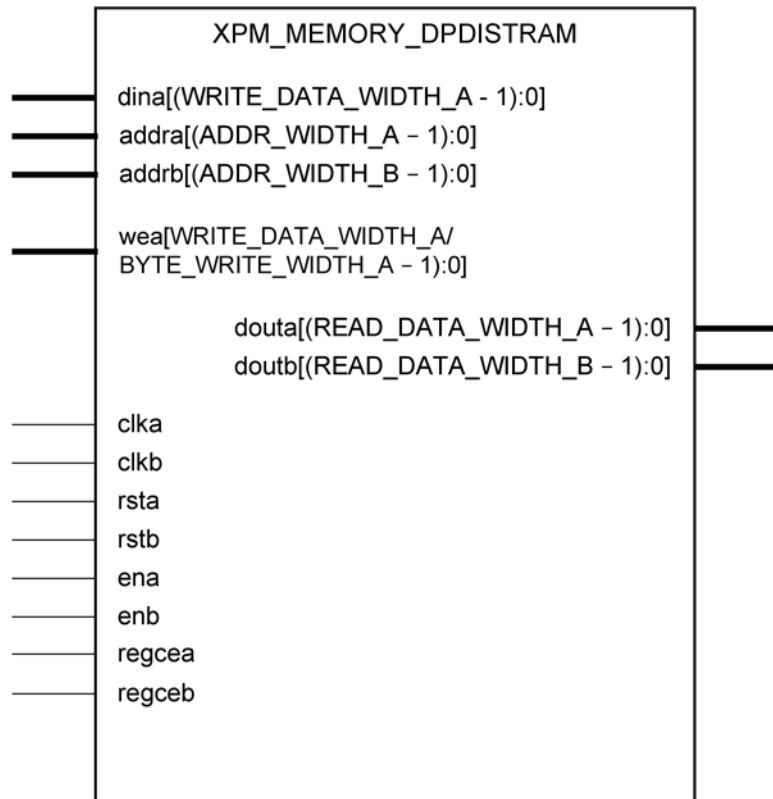 XPM_MEMORY_DPDISTRAM
dina[(WRITE_DATA_WIDTH_A - 1):0]
addra[(ADDR_WIDTH_A – 1):0]
addrb[(ADDR_WIDTH_B – 1):0]
wea[WRITE_DATA_WIDTH_A/
BYTE_WRITE_WIDTH_A – 1):0]
douta[(READ_DATA_WIDTH_A – 1):0]
doutb[(READ_DATA_WIDTH_B – 1):0]
clka
clkb
rsta
rstb
ena
enb
regcea
regceb